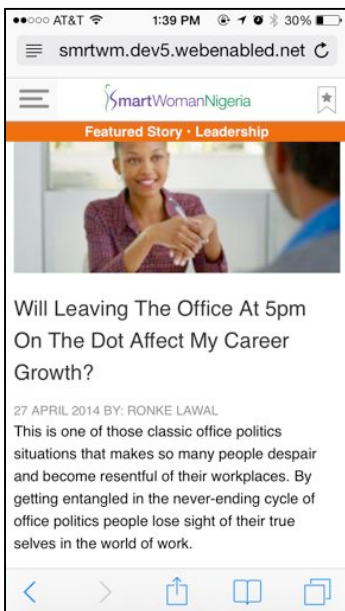 AT&T 1:39 PM 30%
smrtwm.dev5.webenabled.net
SmartWomanNigeria
Featured Story • Leadership
Will Leaving The Office At 5pm
On The Dot Affect My Career
Growth?
27 APRIL 2014 BY: RONKE LAWAL
This is one of those classic office politics
situations that makes so many people despair
and become resentful of their workplaces. By
getting entangled in the never-ending cycle of
office politics people lose sight of their true
selves in the world of work.